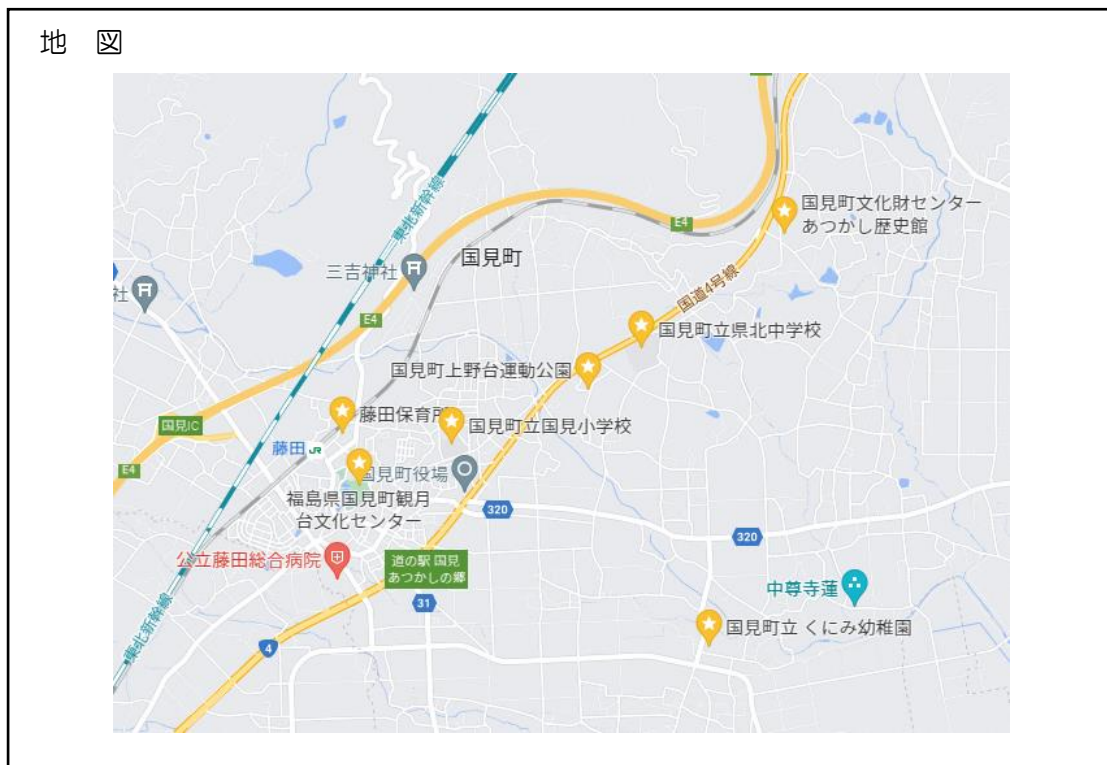 地 図
東北新幹線
E4
国見町文化財センター
あつかし歴史館
国見町
三吉神社
社
E4
国道4号線
国見町立県北中学校
国見町上野台運動公園
藤田保育所
国見町立国見小学校
国見IC
藤田 JR
E4
国見町役場
福島県国見町観月
台文化センター
320
320
公立藤田総合病院
道の駅 国見
あつかしの郷
中尊寺蓮
31
国見町立 くにみ幼稚園
東北新幹線
4